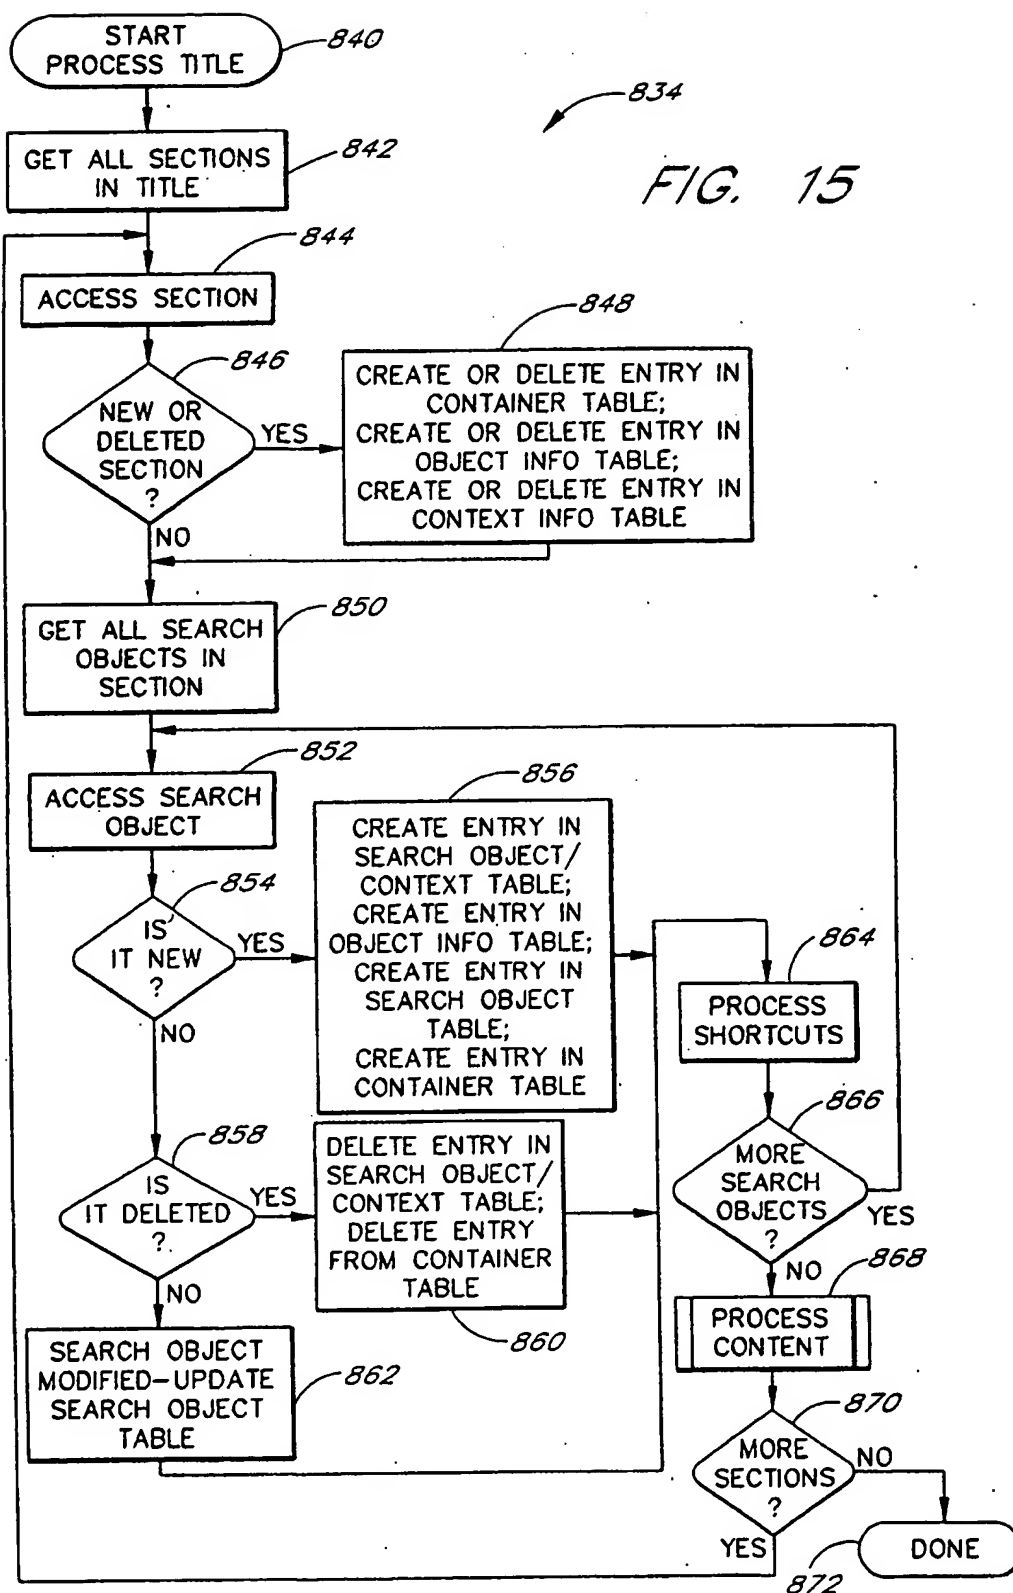 START
PROCESS TITLE
840
834
FIG. 15
GET ALL SECTIONS
IN TITLE
842
844
ACCESS SECTION
846
NEW OR
DELETED
SECTION
?
YES
NO
848
CREATE OR DELETE ENTRY IN
CONTAINER TABLE;
CREATE OR DELETE ENTRY IN
OBJECT INFO TABLE;
CREATE OR DELETE ENTRY IN
CONTEXT INFO TABLE
850
GET ALL SEARCH
OBJECTS IN
SECTION
852
ACCESS SEARCH
OBJECT
854
IS
IT NEW
?
YES
NO
856
CREATE ENTRY IN
SEARCH OBJECT/
CONTEXT TABLE;
CREATE ENTRY IN
OBJECT INFO TABLE;
CREATE ENTRY IN
SEARCH OBJECT
TABLE;
CREATE ENTRY IN
CONTAINER TABLE
858
IS
IT DELETED
?
YES
NO
DELETE ENTRY IN
SEARCH OBJECT/
CONTEXT TABLE;
DELETE ENTRY
FROM CONTAINER
TABLE
860
SEARCH OBJECT
MODIFIED-UPDATE
SEARCH OBJECT
TABLE
862
864
PROCESS
SHORTCUTS
866
MORE
SEARCH
OBJECTS
?
YES
NO
868
PROCESS
CONTENT
870
MORE
SECTIONS
?
NO
YES
DONE
872